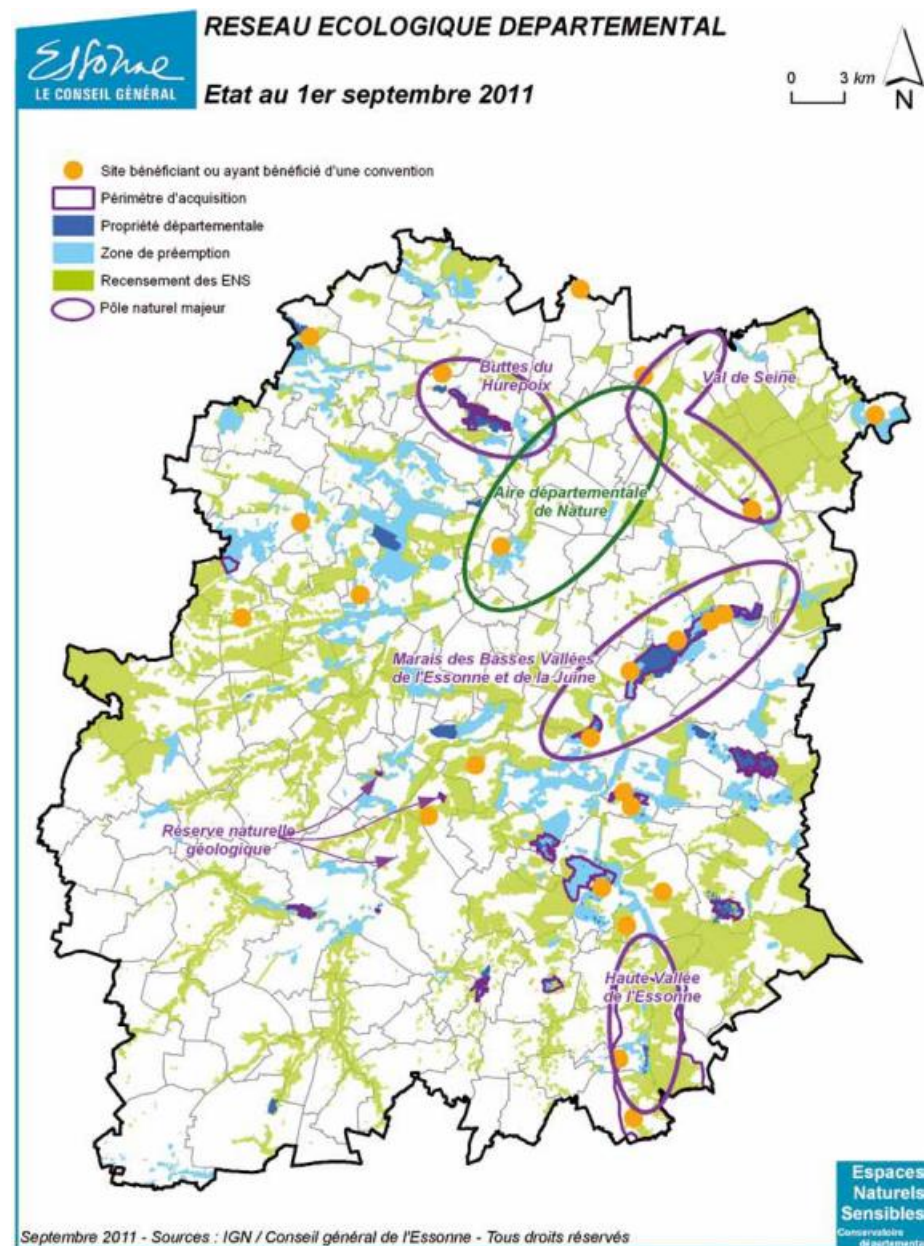 RESEAU ECOLOGIQUE DEPARTEMENTAL
Essonne
LE CONSEIL GÉNÉRAL
Etat au 1er septembre 2011
0 3 km
N
Site bénéficiant ou ayant bénéficié d'une convention
Périmètre d'acquisition
Propriété départementale
Zone de préemption
Recensement des ENS
Pôle naturel majeur
Buttes du
Hurepoix
Val de Seine
Aire départementale
de Nature
Marais des Basses Vallées
de l'Essonne et de la Juine
Réserve naturelle
géologique
Haute Vallée
de l'Essonne
Espaces
Naturels
Sensibles
Conservatoire
départementa
Septembre 2011 - Sources : IGN / Conseil général de l'Essonne - Tous droits réservés